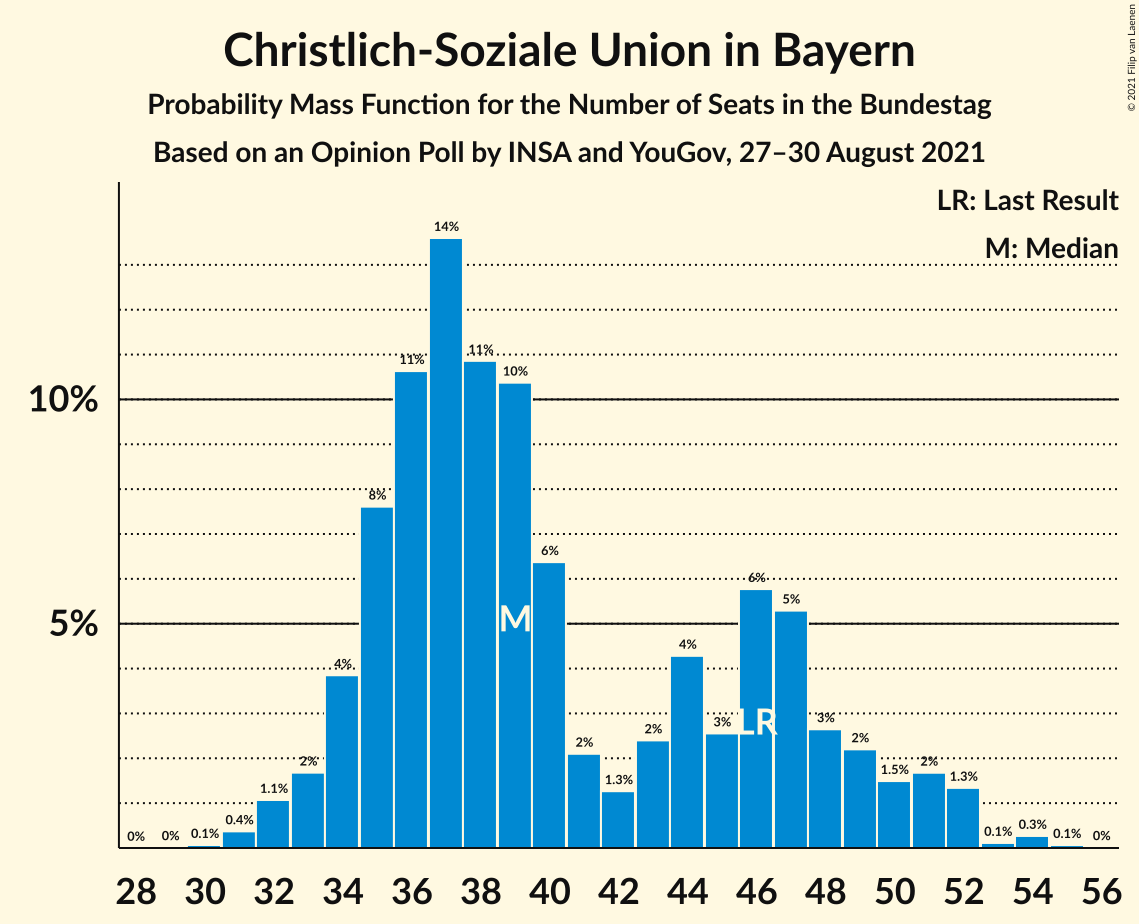 Christlich-Soziale Union in Bayern
Probability Mass Function for the Number of Seats in the Bundestag
Based on an Opinion Poll by INSA and YouGov, 27–30 August 2021
© 2021 Filip van Laenen
LR: Last Result
M: Median
10%
5%
0% 0% 0.1% 0.4% 1.1% 2% 4% 8% 11% 14% 11% 10% 6% 2% 1.3% 2% 4% 3% 6% 5% 3% 2% 1.5% 2% 1.3% 0.1% 0.3% 0.1% 0%
M
LR
28 30 32 34 36 38 40 42 44 46 48 50 52 54 56